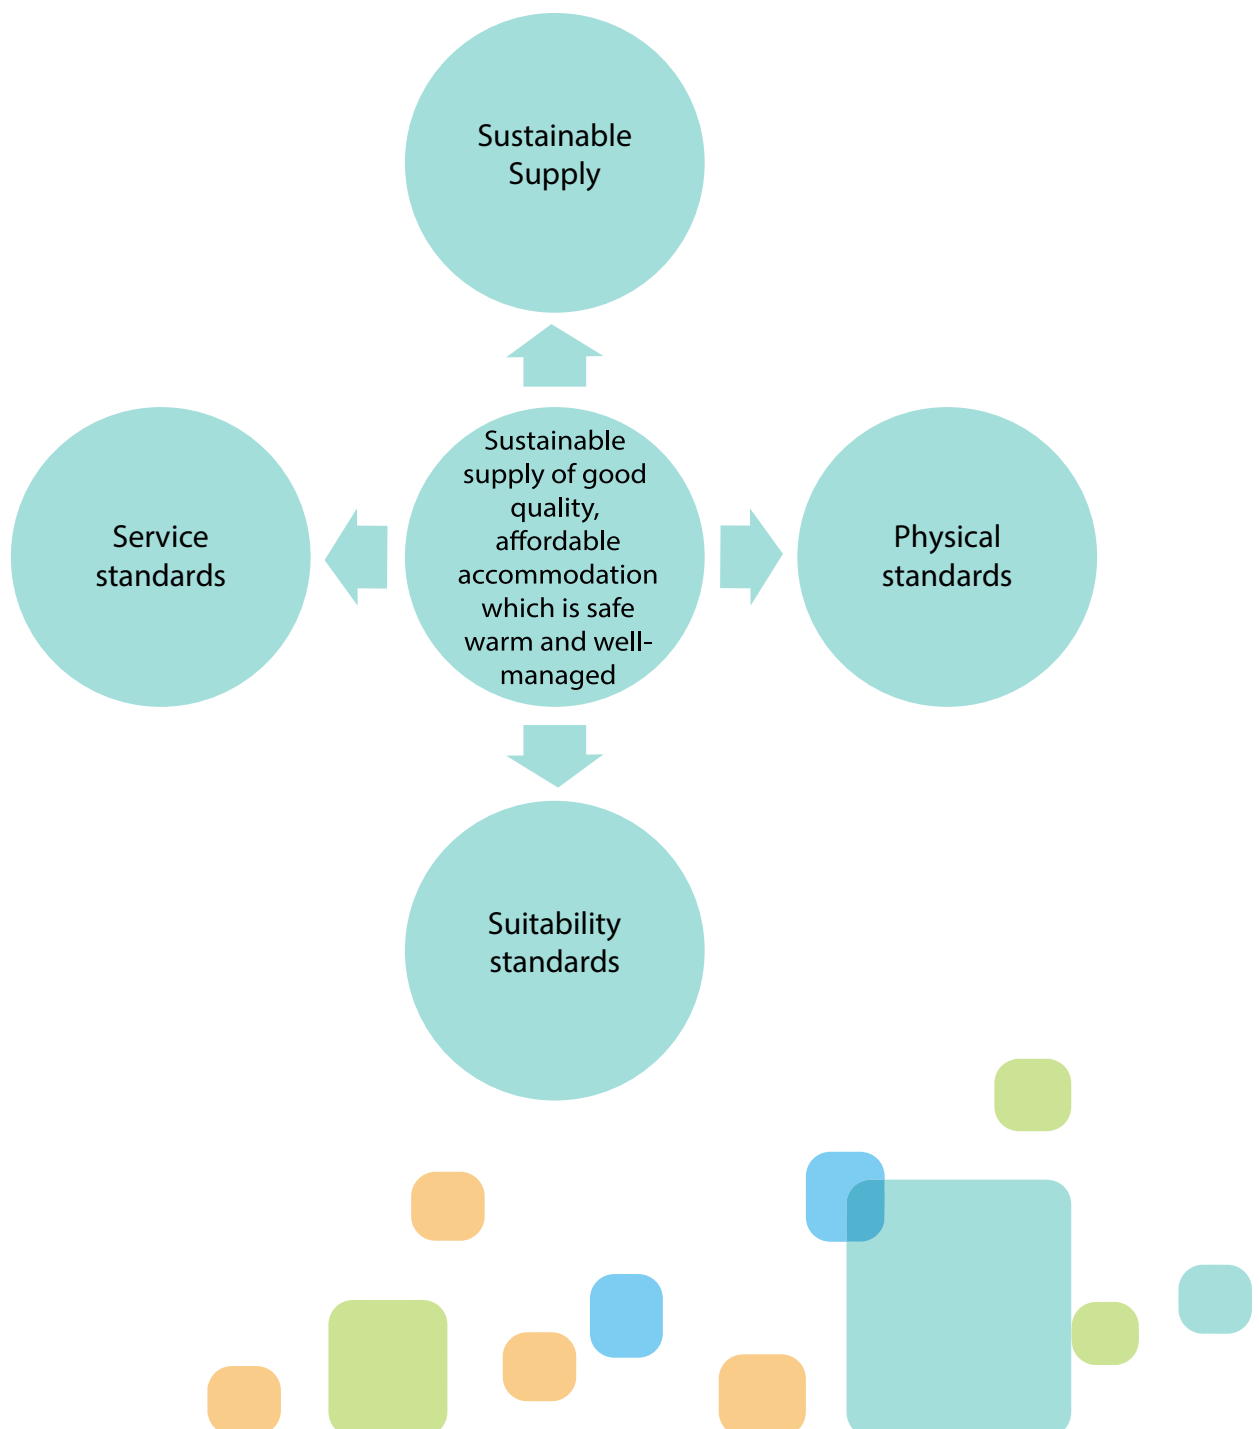 Sustainable
Supply
Service
standards
Sustainable
supply of good
quality,
affordable
accommodation
which is safe
warm and well-
managed
Physical
standards
Suitability
standards